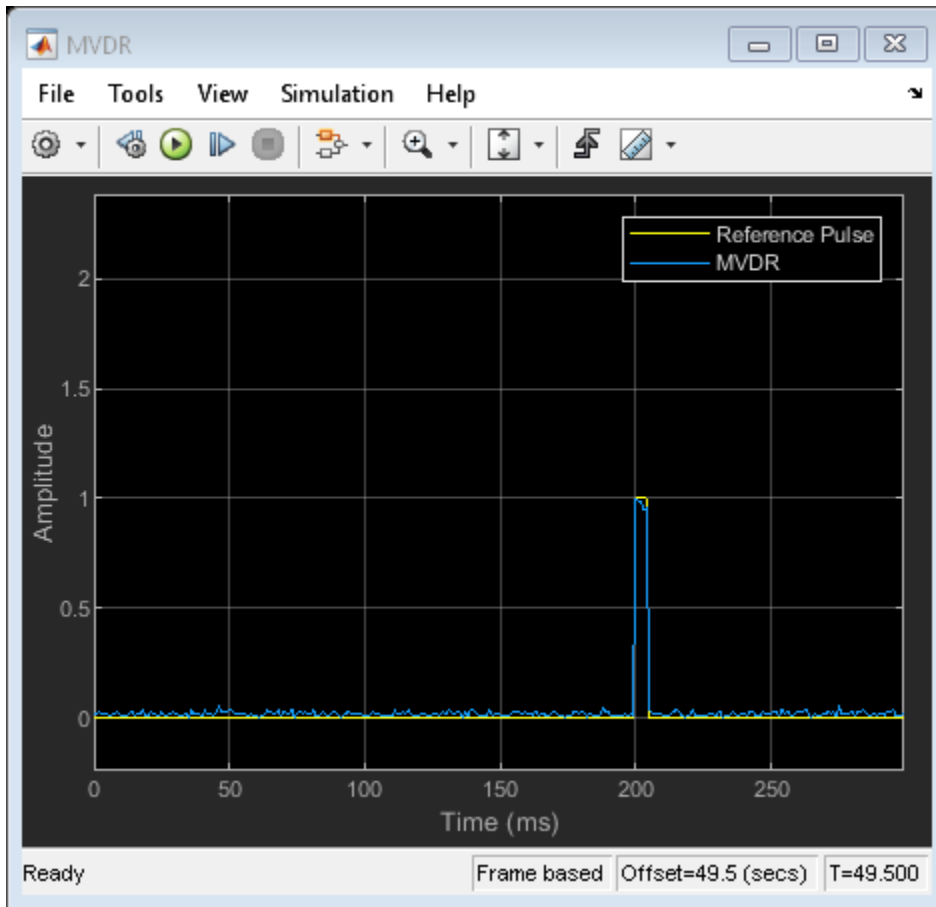 MVDR
File Tools View Simulation Help
Reference Pulse
MVDR
2
1.5
1
0.5
0
Amplitude
0 50 100 150 200 250
Time (ms)
Ready Frame based Offset=49.5 (secs) T=49.500